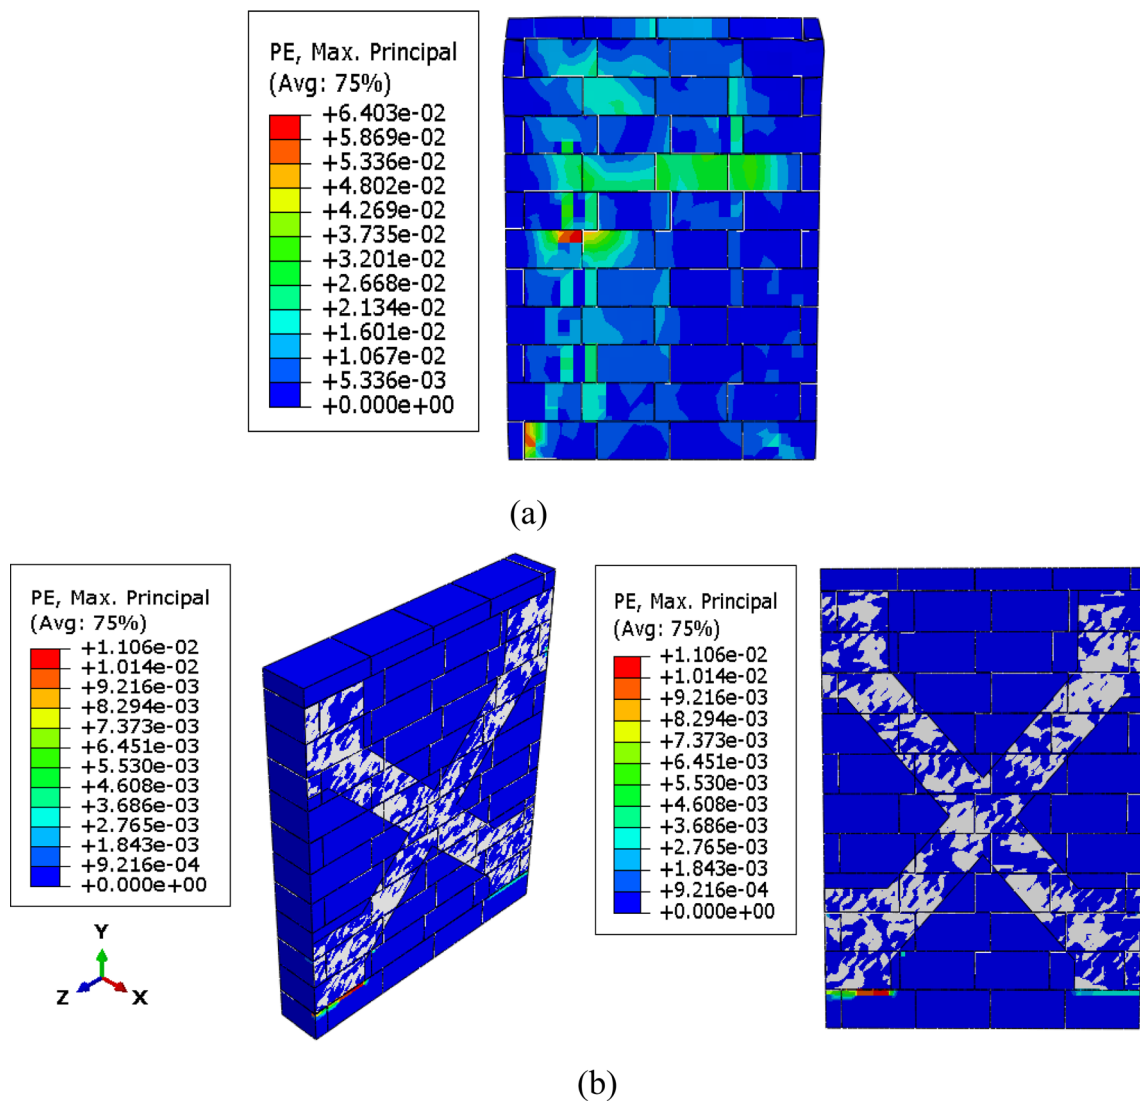 PE, Max. Principal
(Avg: 75%)
+6.403e-02
+5.869e-02
+5.336e-02
+4.802e-02
+4.269e-02
+3.735e-02
+3.201e-02
+2.668e-02
+2.134e-02
+1.601e-02
+1.067e-02
+5.336e-03
+0.000e+00
(a)
PE, Max. Principal
(Avg: 75%)
+1.106e-02
+1.014e-02
+9.216e-03
+8.294e-03
+7.373e-03
+6.451e-03
+5.530e-03
+4.608e-03
+3.686e-03
+2.765e-03
+1.843e-03
+9.216e-04
+0.000e+00
Y
Z
X
PE, Max. Principal
(Avg: 75%)
+1.106e-02
+1.014e-02
+9.216e-03
+8.294e-03
+7.373e-03
+6.451e-03
+5.530e-03
+4.608e-03
+3.686e-03
+2.765e-03
+1.843e-03
+9.216e-04
+0.000e+00
(b)